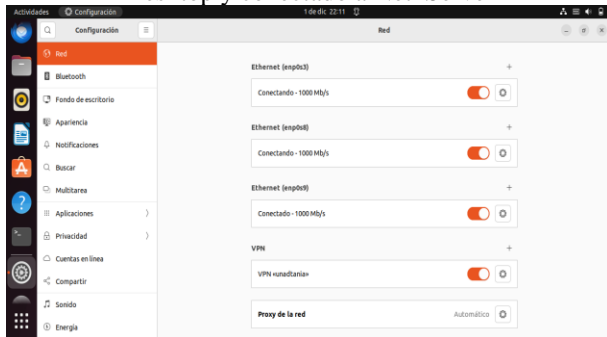 Actividades Configuración 1 de dic 22:11
Configuración Red
Red
Bluetooth
Fondo de escritorio
Apariencia
Notificaciones
Buscar
Multitarea
Aplicaciones
Privacidad
Cuentas en línea
Compartir
Sonido
Energía
Ethernet (enp0s3)
Conectando - 1000 Mb/s
Ethernet (enp0s8)
Conectando - 1000 Mb/s
Ethernet (enp0s9)
Conectado - 1000 Mb/s
VPN
VPN «unadtania»
Proxy de la red Automático